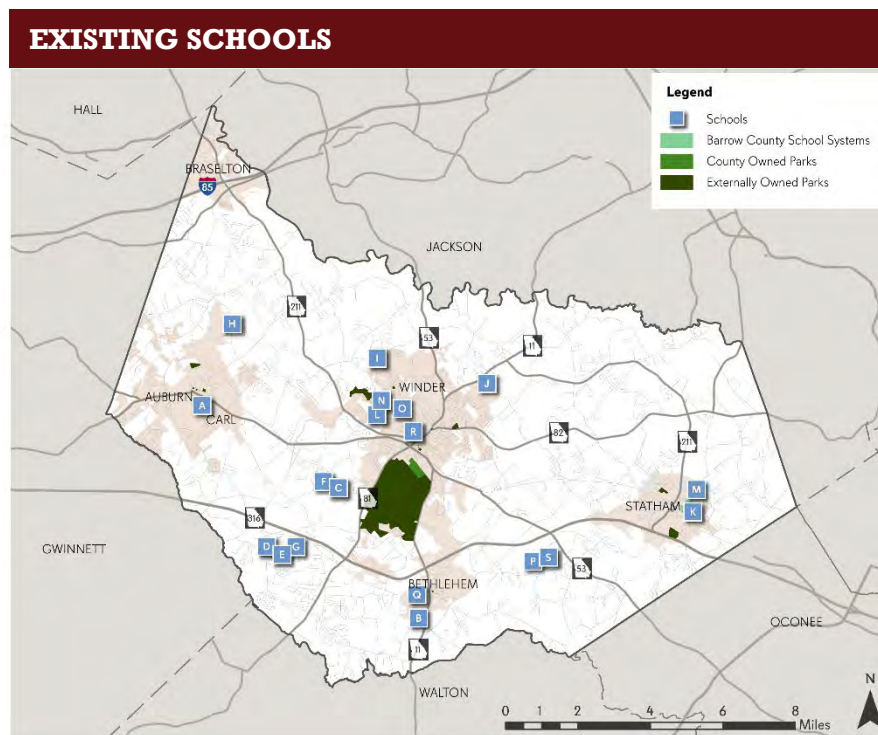 EXISTING SCHOOLS
Legend
Schools
Barrow County School Systems
County Owned Parks
Externally Owned Parks
HALL
BRASELTON
85
JACKSON
211
53
11
H
I
WINDER
J
AUBURN
A
CARL
N
L
O
R
82
211
F
C
81
M
STATHAM
K
316
GWINNETT
D
E
G
P
S
53
BETHLEHEM
Q
B
OCONEE
11
WALTON
N
0 1 2 4 6 8
Miles